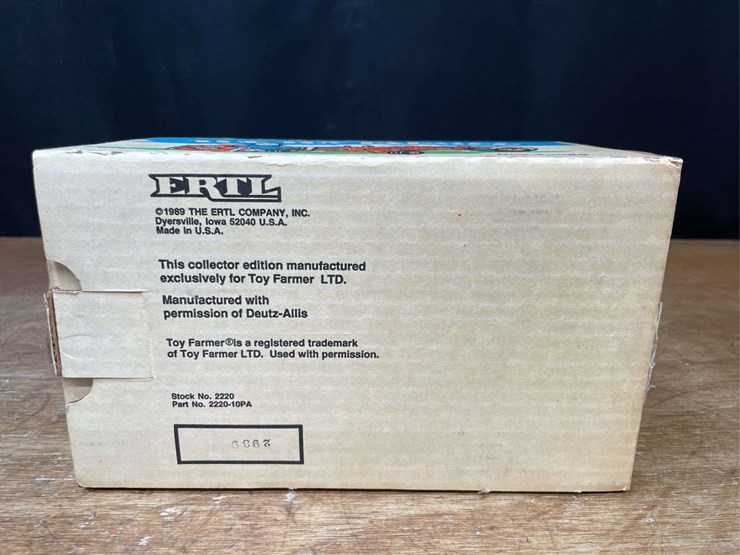 ERTL
©1989 THE ERTL COMPANY, INC.
Dyersville, Iowa 52040 U.S.A.
Made in U.S.A.
This collector edition manufactured
exclusively for Toy Farmer LTD.
Manufactured with
permission of Deutz-Allis
Toy Farmer®is a registered trademark
of Toy Farmer LTD. Used with permission.
Stock No. 2220
Part No. 2220-10PA